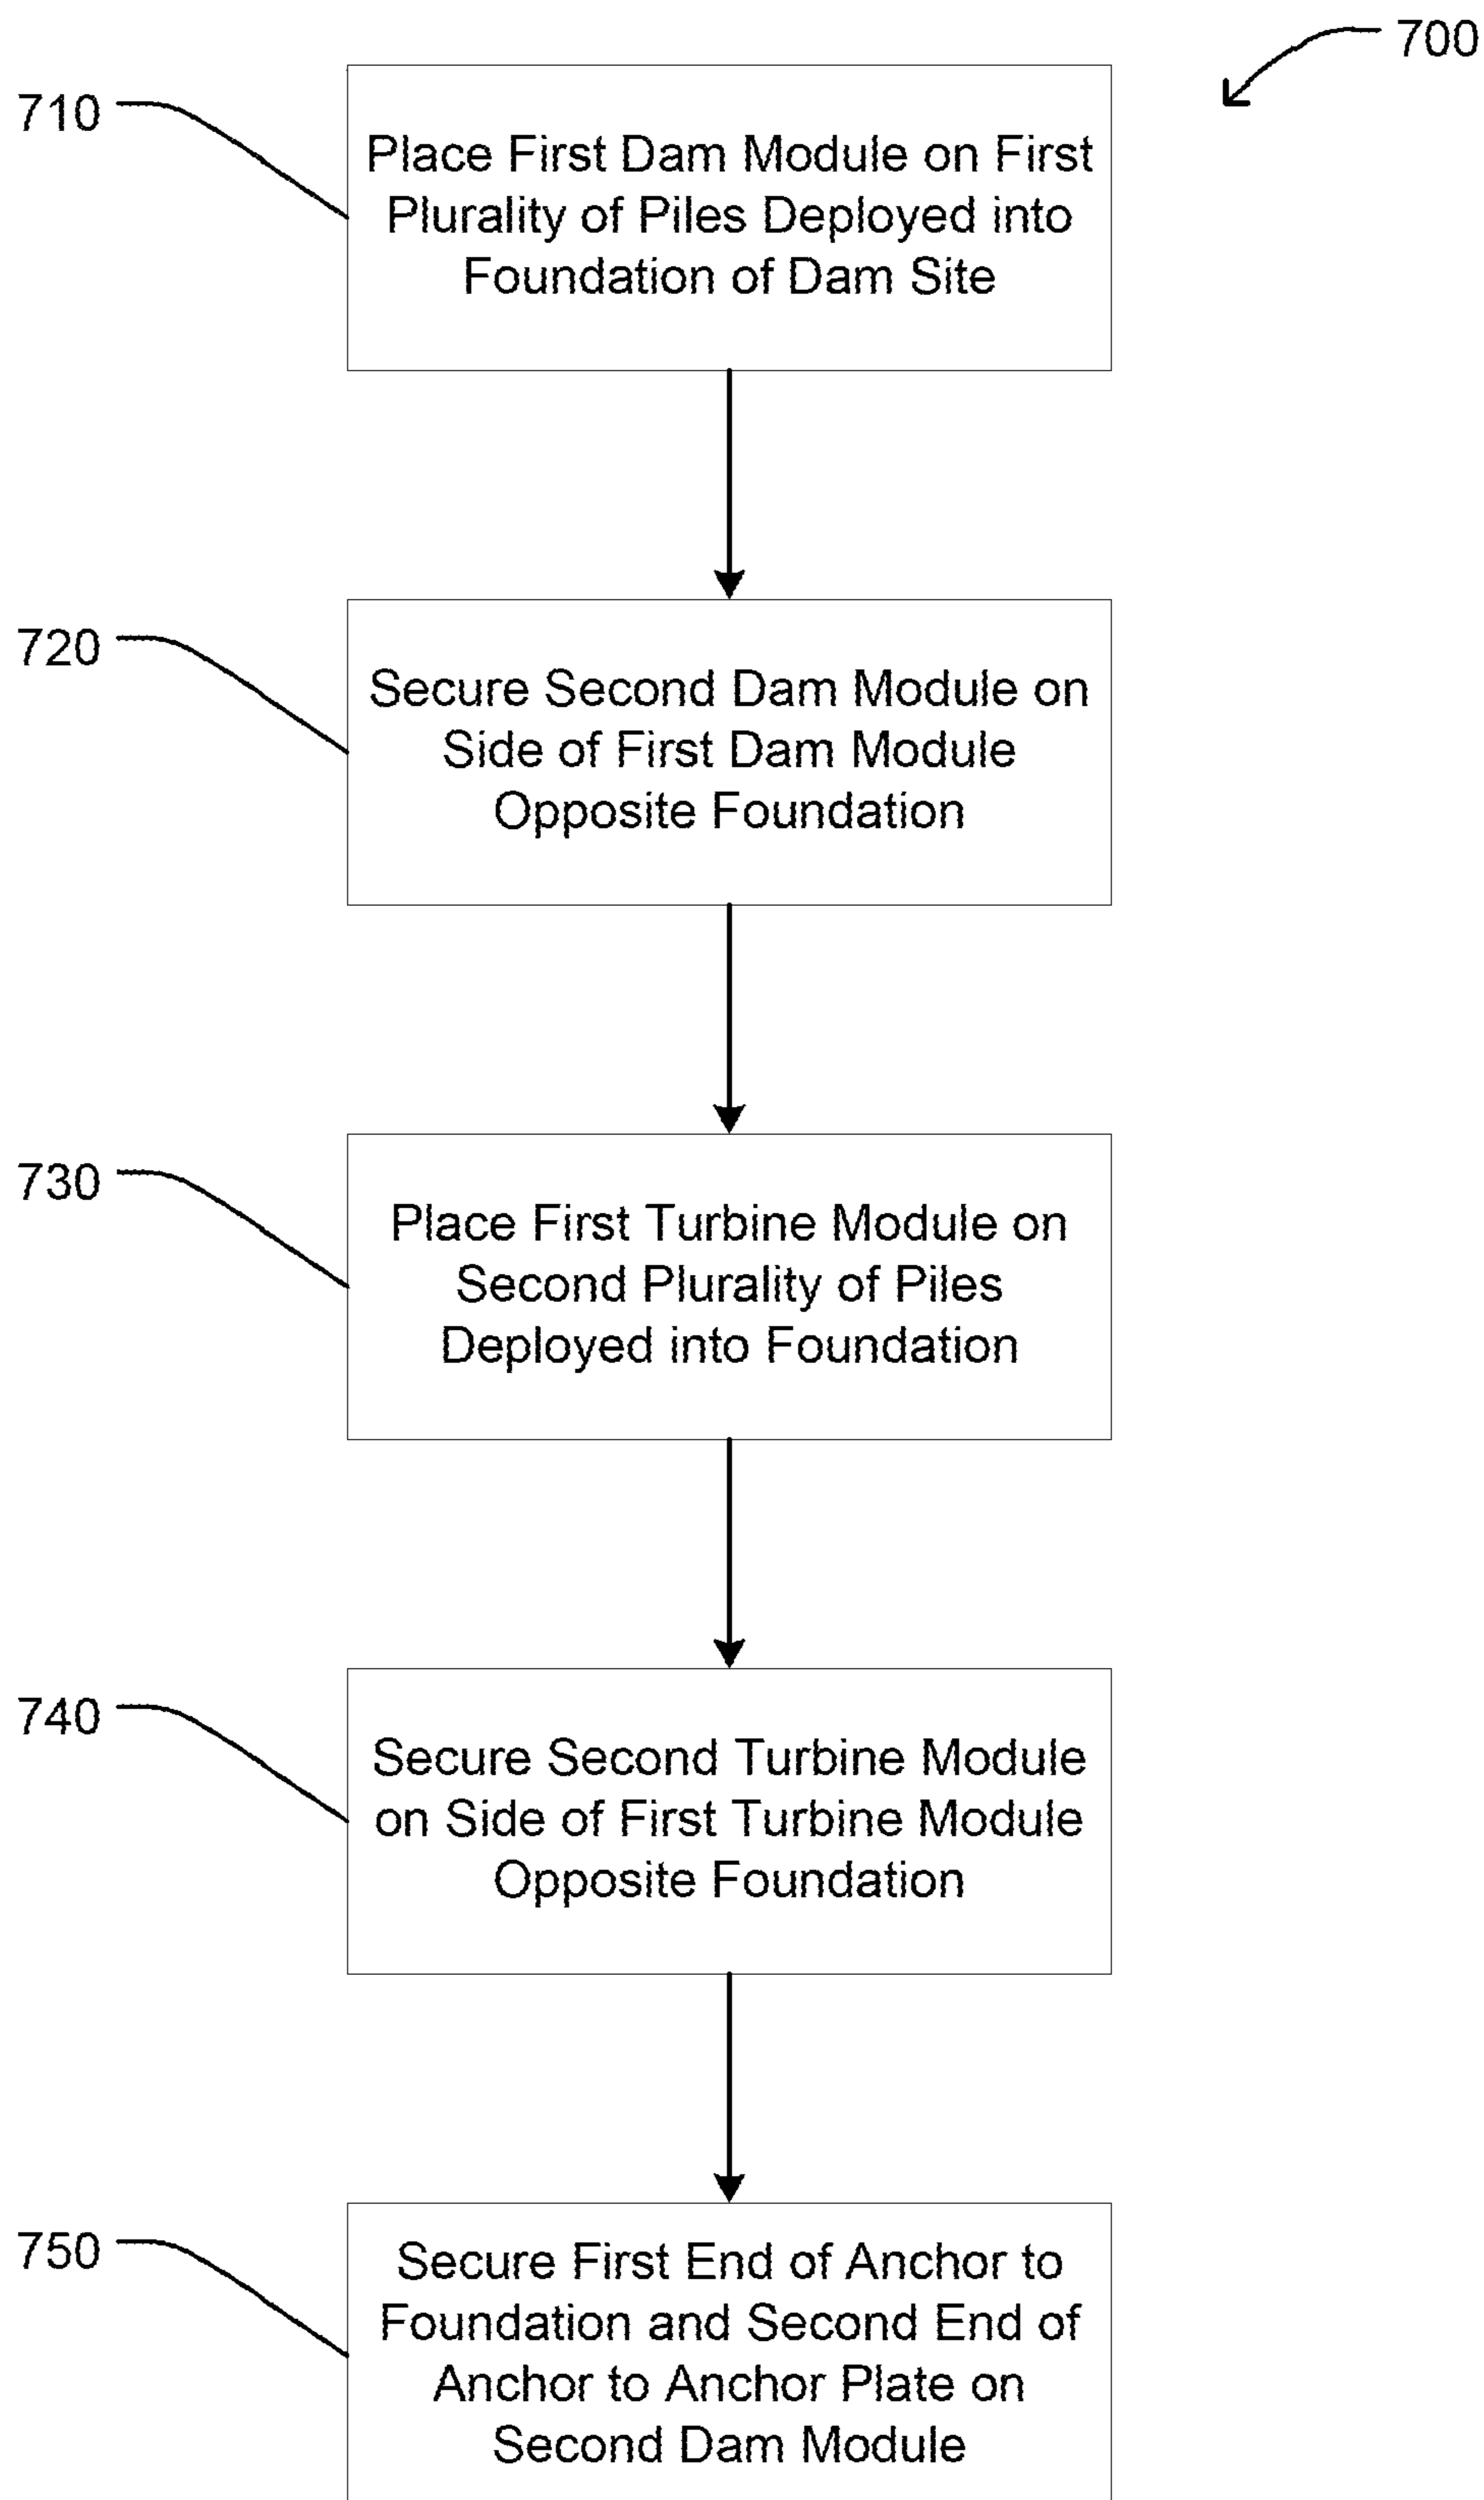 700
710
Place First Dam Module on First
Plurality of Piles Deployed into
Foundation of Dam Site
720
Secure Second Dam Module on
Side of First Dam Module
Opposite Foundation
730
Place First Turbine Module on
Second Plurality of Piles
Deployed into Foundation
740
Secure Second Turbine Module
on Side of First Turbine Module
Opposite Foundation
750
Secure First End of Anchor to
Foundation and Second End of
Anchor to Anchor Plate on
Second Dam Module